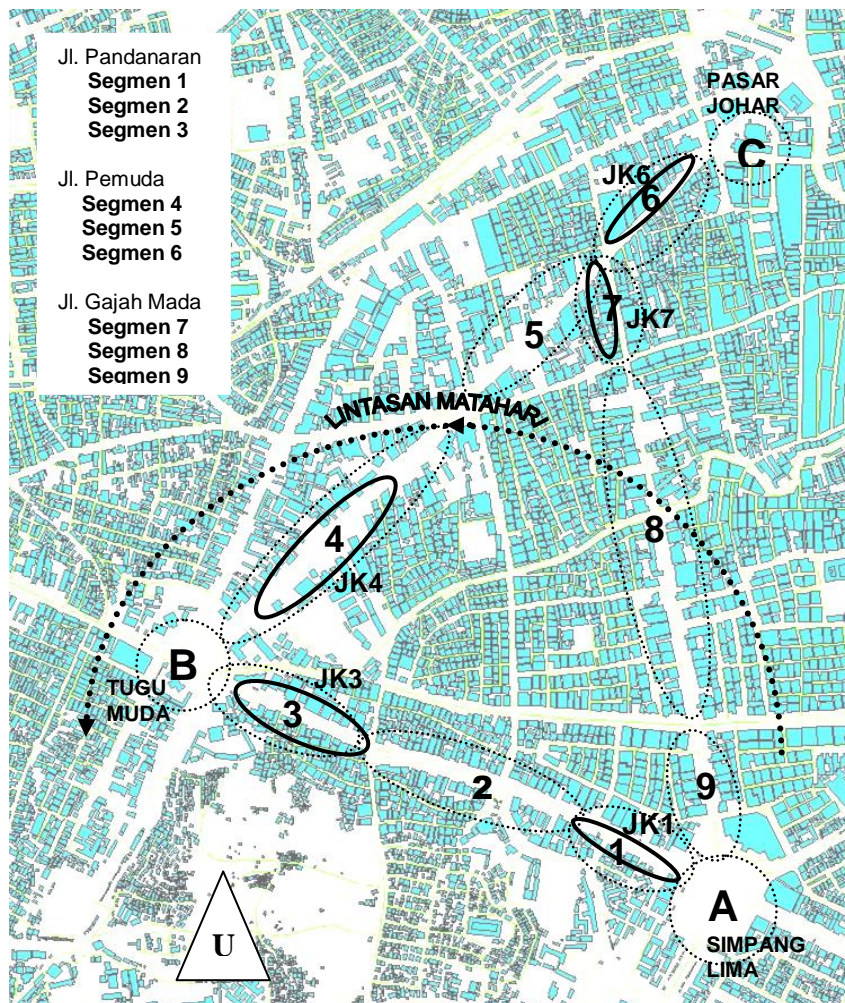 Jl. Pandanaran
Segmen 1
Segmen 2
Segmen 3
Jl. Pemuda
Segmen 4
Segmen 5
Segmen 6
Jl. Gajah Mada
Segmen 7
Segmen 8
Segmen 9
PASAR
JOHAR
C
JK6
6
7
JK7
5
LINTASAN MATAHARI
8
4
JK4
B
TUGU
MUDA
JK3
3
2
9
JK1
1
A
SIMPANG
LIMA
U